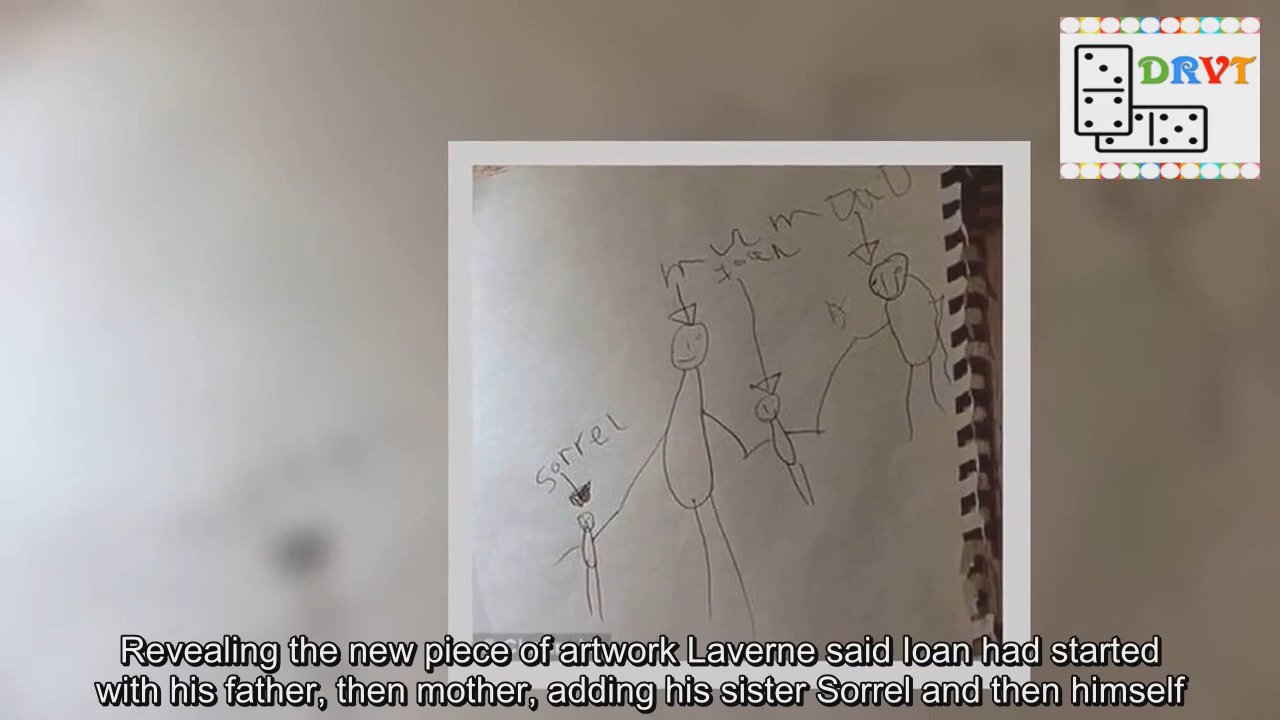 DRVT
Dad
mum
Ioan
Sorrel
Revealing the new piece of artwork Laverne said Ioan had started
with his father, then mother, adding his sister Sorrel and then himself